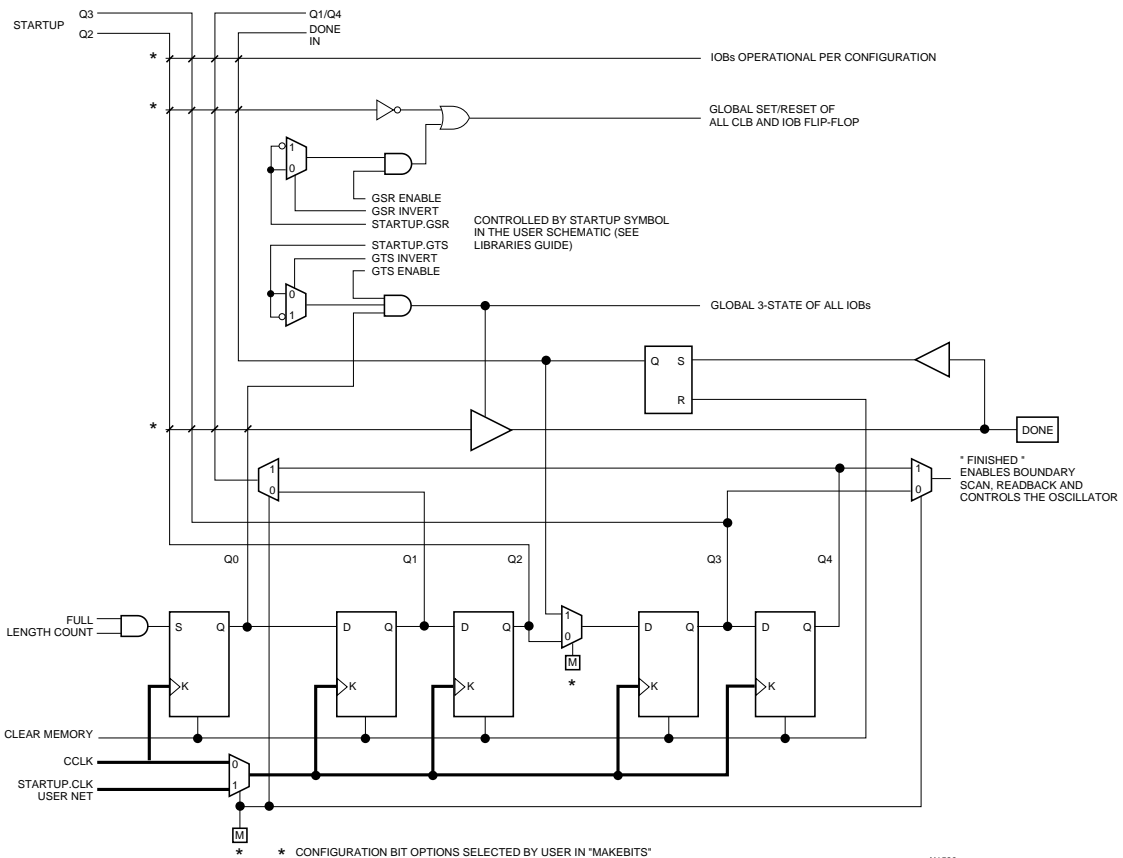 Q3
Q1/Q4
STARTUP
Q2
DONE
IN
* IOBs OPERATIONAL PER CONFIGURATION
*
GLOBAL SET/RESET OF
ALL CLB AND IOB FLIP-FLOP
1
0
GSR ENABLE
GSR INVERT
STARTUP.GSR
CONTROLLED BY STARTUP SYMBOL
IN THE USER SCHEMATIC (SEE
LIBRARIES GUIDE)
STARTUP.GTS
GTS INVERT
GTS ENABLE
0
1
GLOBAL 3-STATE OF ALL IOBs
Q S
R
*
DONE
1
0
1
0
" FINISHED "
ENABLES BOUNDARY
SCAN, READBACK AND
CONTROLS THE OSCILLATOR
Q0 Q1 Q2 Q3 Q4
FULL
LENGTH COUNT
S Q
K
D Q
K
D Q
K
1
0
M
*
D Q
K
D Q
K
CLEAR MEMORY
CCLK
STARTUP.CLK
USER NET
0
1
M
*
* CONFIGURATION BIT OPTIONS SELECTED BY USER IN "MAKEBITS"